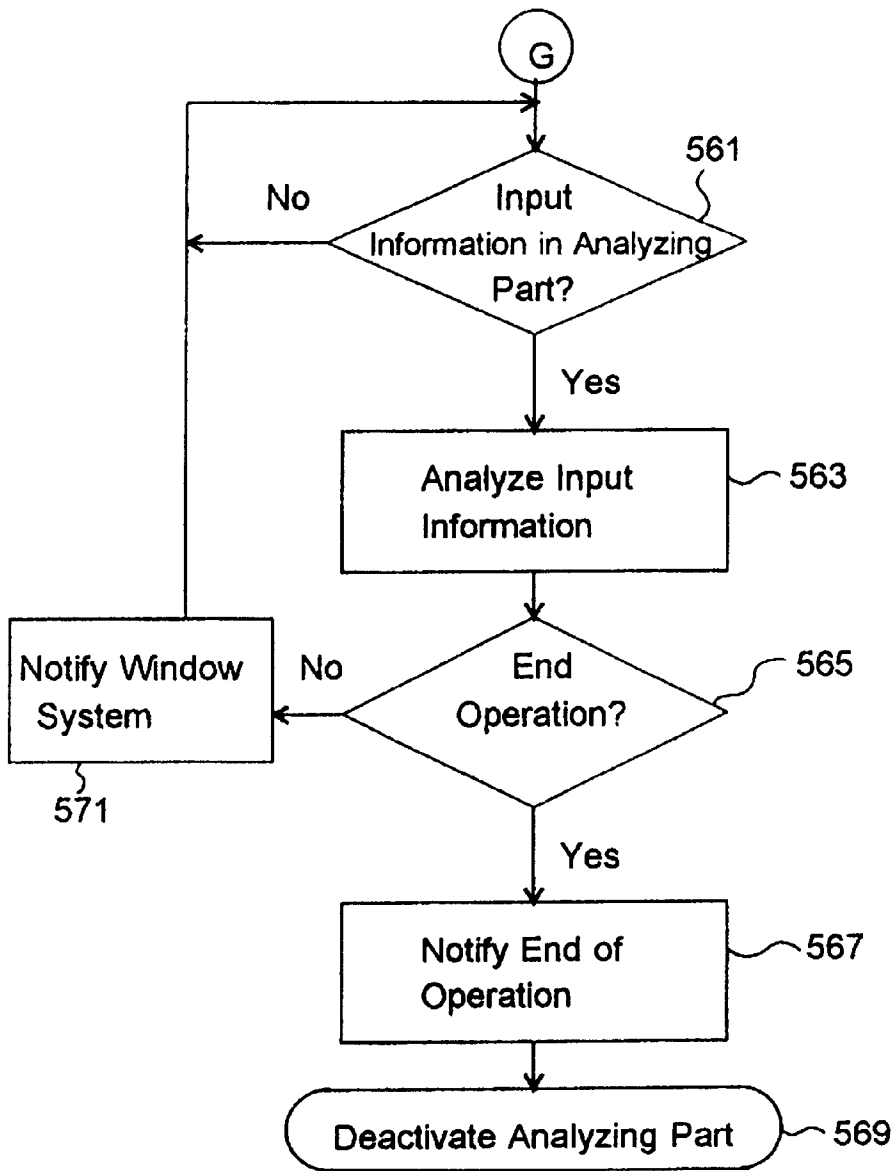 G
561
No
Input
Information in Analyzing
Part?
Yes
Analyze Input
Information
563
Notify Window
System
571
No
End
Operation?
565
Yes
Notify End of
Operation
567
Deactivate Analyzing Part
569